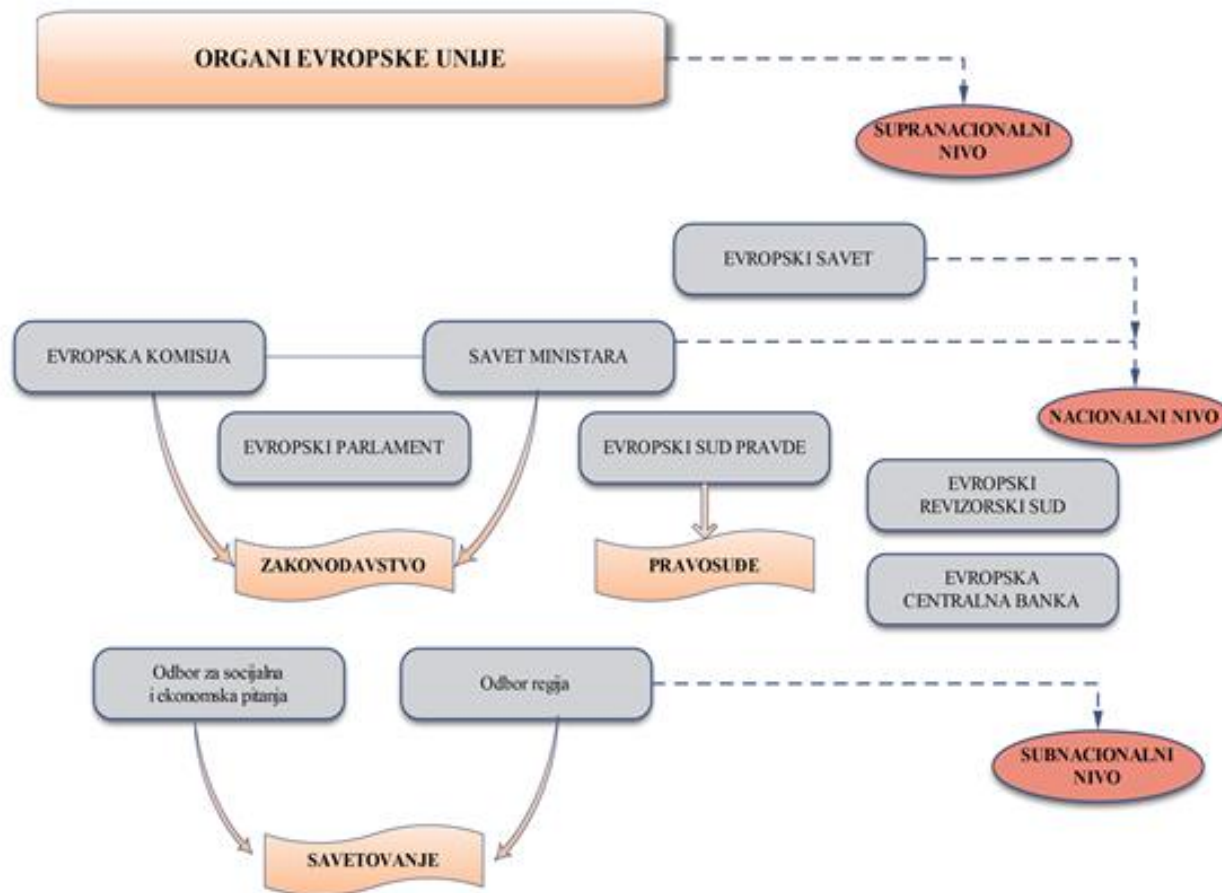 ORGANI EVROPSKE UNIJE
SUPRANACIONALNI
NIVO
EVROPSKI SAVET
EVROPSKA KOMISIJA
SAVET MINISTARA
NACIONALNI NIVO
EVROPSKI PARLAMENT
EVROPSKI SUD PRAVDE
EVROPSKI
REVIZORSKI SUD
ZAKONODAVSTVO
PRAVOSUĐE
EVROPSKA
CENTRALNA BANKA
Odbor za socijalna
i ekonomska pitanja
Odbor regija
SUBNACIONALNI
NIVO
SAVETOVANJE